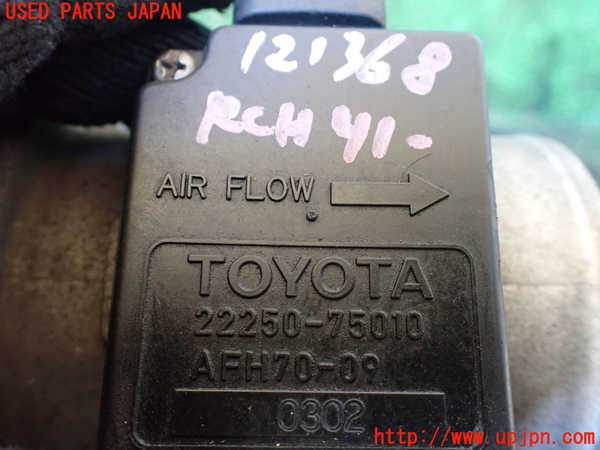 USED PARTS JAPAN
121368
RCH 41-
AIR FLOW
TOYOTA
22250-75010
AFH70-09
0302
http://www.upjpn.com/